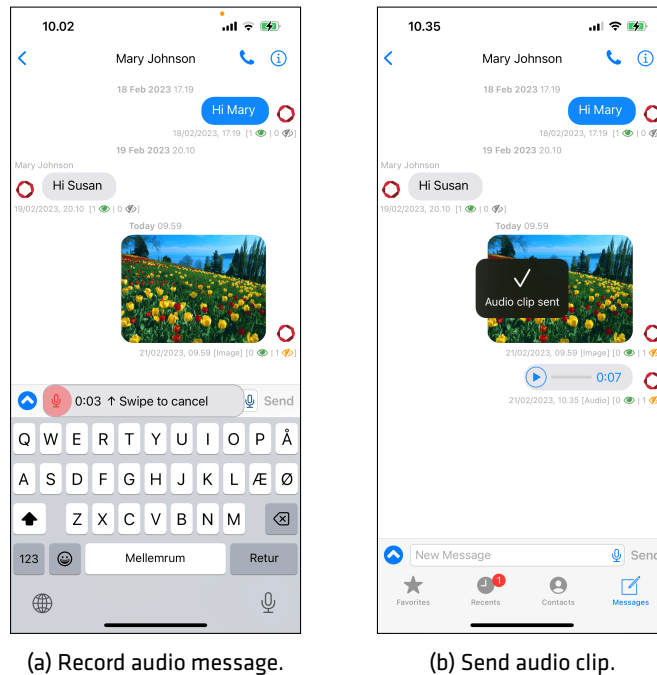 10.02
Mary Johnson
18 Feb 2023 17.19
Hi Mary
18/02/2023, 17.19 [1 | 0 ]
19 Feb 2023 20.10
Mary Johnson
Hi Susan
19/02/2023, 20.10 [1 | 0 ]
Today 09.59
21/02/2023, 09.59 [Image] [0 | 1 ]
0:03 ↑ Swipe to cancel
Send
Q W E R T Y U I O P Å
A S D F G H J K L Æ Ø
Z X C V B N M
123
Mellemrum
Retur
(a) Record audio message.
10.35
Mary Johnson
18 Feb 2023 17.19
Hi Mary
18/02/2023, 17.19 [1 | 0 ]
19 Feb 2023 20.10
Mary Johnson
Hi Susan
19/02/2023, 20.10 [1 | 0 ]
Today 09.59
Audio clip sent
21/02/2023, 09.59 [Image] [0 | 1
0:07
21/02/2023, 10.35 [Audio] [0 | 1
New Message
Send
1
Favorites
Recents
Contacts
Messages
(b) Send audio clip.